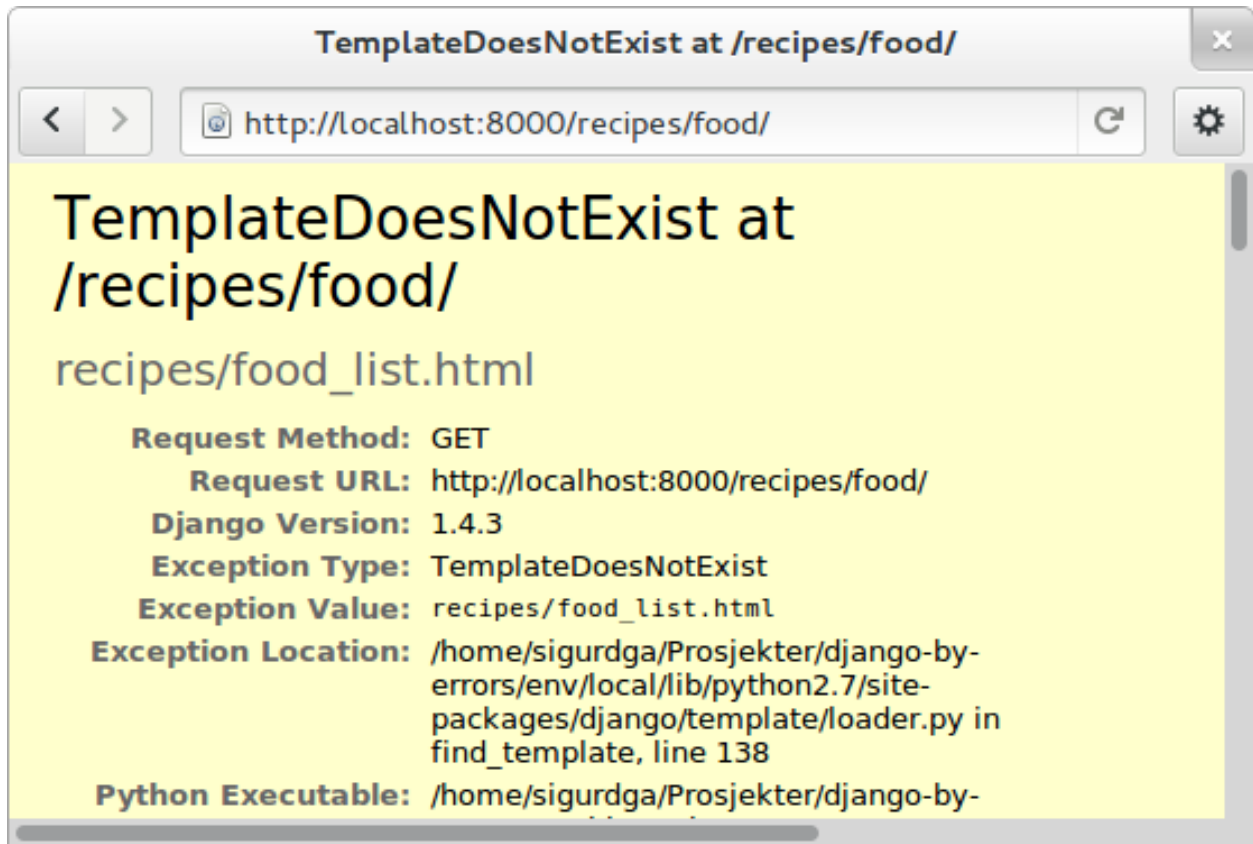 TemplateDoesNotExist at /recipes/food/
http://localhost:8000/recipes/food/
TemplateDoesNotExist at
/recipes/food/
recipes/food_list.html
Request Method: GET
Request URL: http://localhost:8000/recipes/food/
Django Version: 1.4.3
Exception Type: TemplateDoesNotExist
Exception Value: recipes/food_list.html
Exception Location: /home/sigurdga/Prosjekter/django-by-
errors/env/local/lib/python2.7/site-
packages/django/template/loader.py in
find_template, line 138
Python Executable: /home/sigurdga/Prosjekter/django-by-